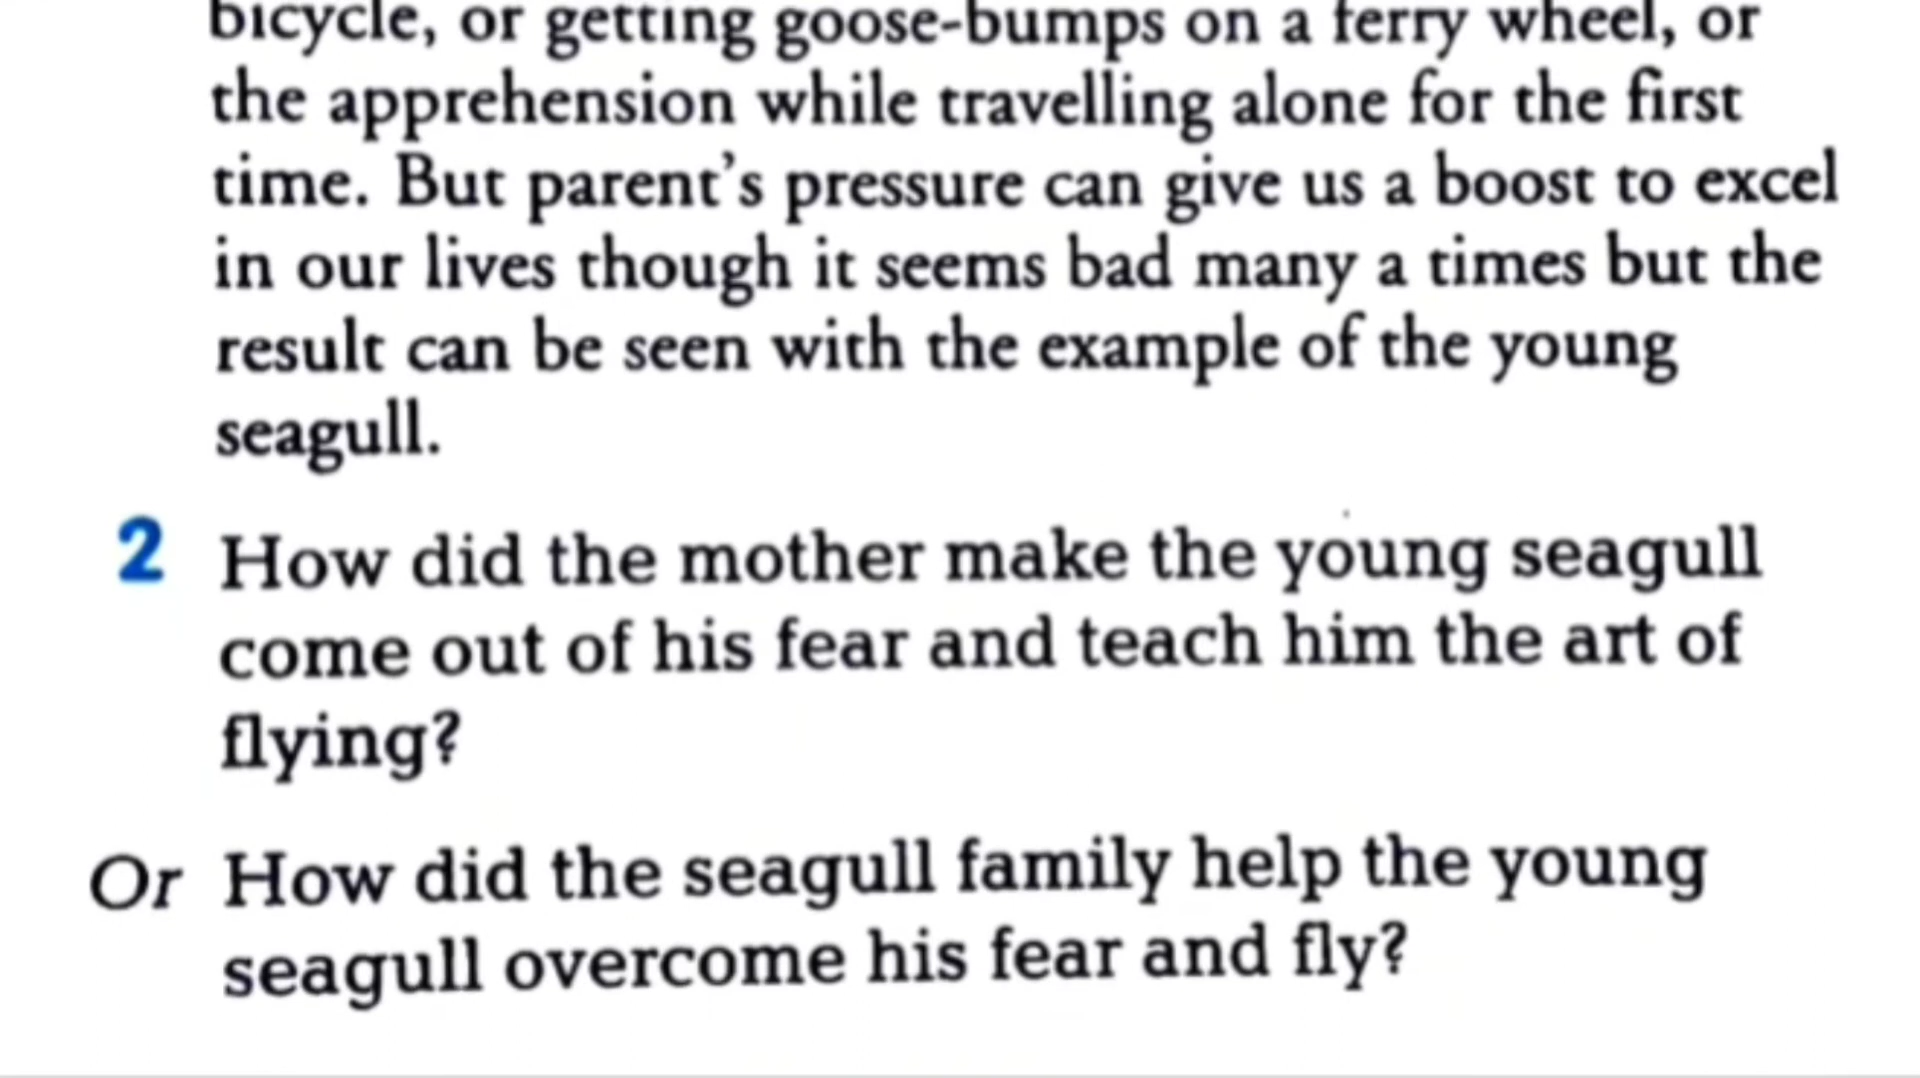 bicycle, or getting goose-bumps on a ferry wheel, or
the apprehension while travelling alone for the first
time. But parent's pressure can give us a boost to excel
in our lives though it seems bad many a times but the
result can be seen with the example of the young
seagull.
2 How did the mother make the young seagull
come out of his fear and teach him the art of
flying?
Or How did the seagull family help the young
seagull overcome his fear and fly?